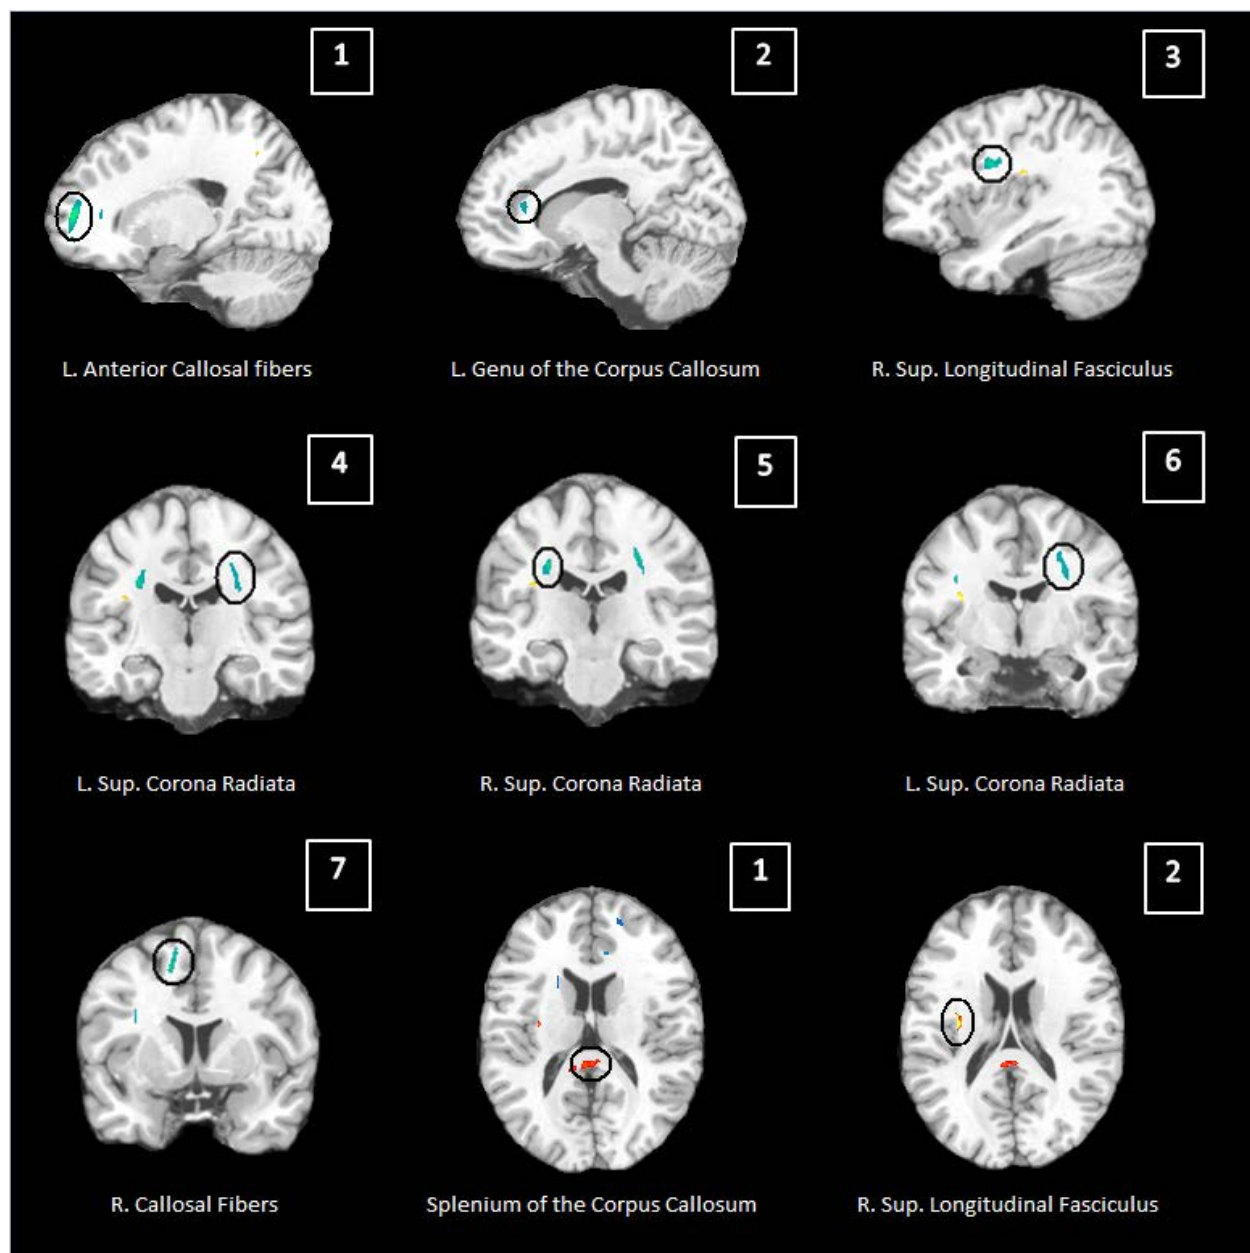 1
2
3
L. Anterior Callosal fibers
L. Genu of the Corpus Callosum
R. Sup. Longitudinal Fasciculus
4
5
6
L. Sup. Corona Radiata
R. Sup. Corona Radiata
L. Sup. Corona Radiata
7
1
2
R. Callosal Fibers
Splenium of the Corpus Callosum
R. Sup. Longitudinal Fasciculus